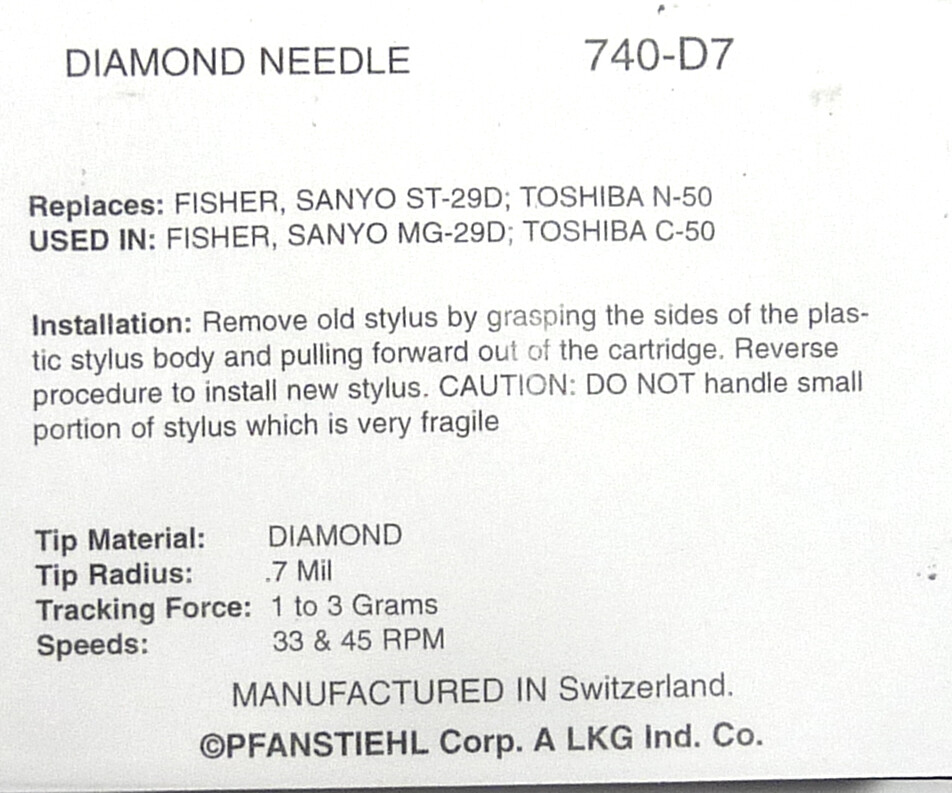 DIAMOND NEEDLE 740-D7
Replaces: FISHER, SANYO ST-29D; TOSHIBA N-50
USED IN: FISHER, SANYO MG-29D; TOSHIBA C-50
Installation: Remove old stylus by grasping the sides of the plas-
tic stylus body and pulling forward out of the cartridge. Reverse
procedure to install new stylus. CAUTION: DO NOT handle small
portion of stylus which is very fragile
Tip Material: DIAMOND
Tip Radius: .7 Mil
Tracking Force: 1 to 3 Grams
Speeds: 33 & 45 RPM
MANUFACTURED IN Switzerland.
©PFANSTIEHL Corp. A LKG Ind. Co.